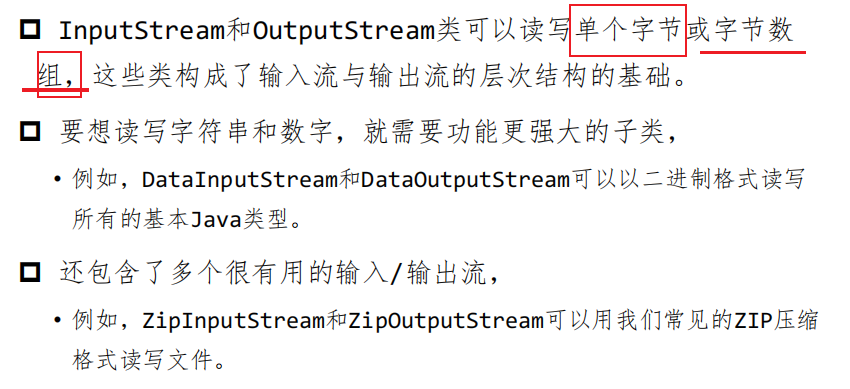 InputStream和OutputStream类可以读写单个字节或字节数
组，这些类构成了输入流与输出流的层次结构的基础。
要想读写字符串和数字，就需要功能更强大的子类，
• 例如，DataInputStream和DataOutputStream可以以二进制格式读写
所有的基本Java类型。
还包含了多个很有用的输入/输出流，
• 例如，ZipInputStream和ZipOutputStream可以用我们常见的ZIP压缩
格式读写文件。